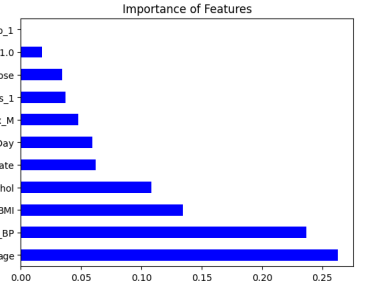 Importance of Features
o_1
1.0
ose
s_1
_M
Day
ate
hol
BMI
_BP
age
0.00 0.05 0.10 0.15 0.20 0.25